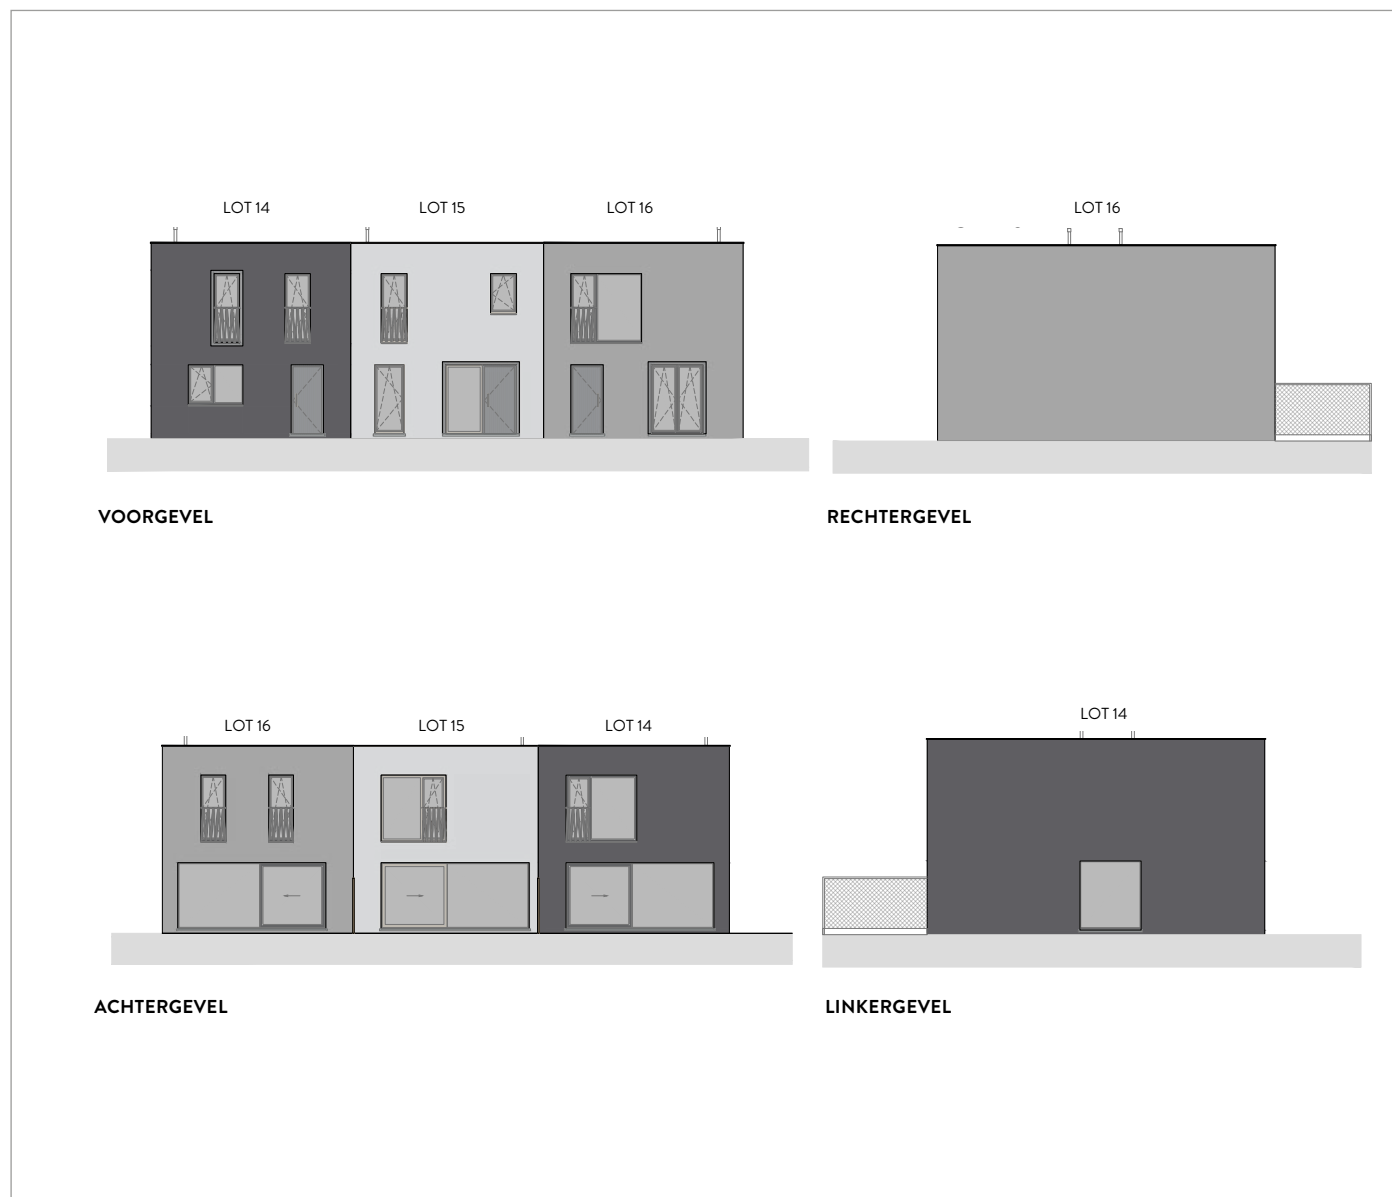 LOT 14 LOT 15 LOT 16
LOT 16
VOORGEVEL
RECHTERGEVEL
LOT 16 LOT 15 LOT 14
LOT 14
ACHTERGEVEL
LINKERGEVEL